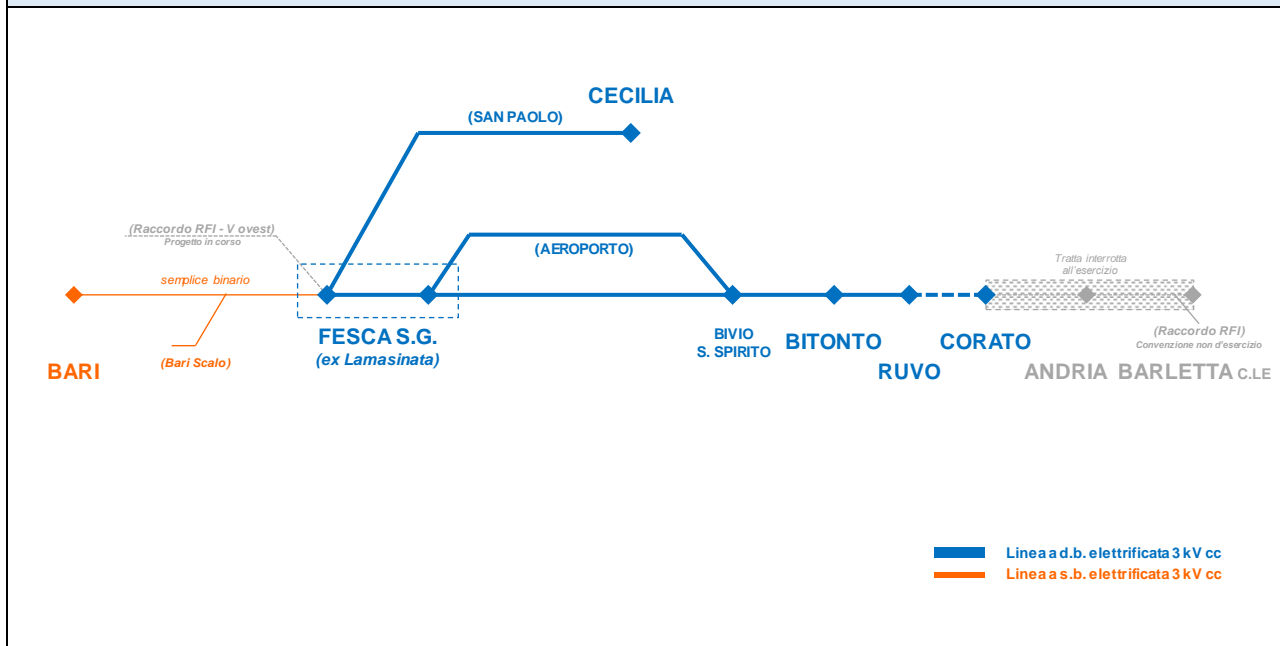 CECILIA
(SAN PAOLO)
(Raccordo RFI - V ovest)
Progetto in corso
(AEROPORTO)
Tratta interrotta
all'esercizio
semplice binario
FESCA S.G.
(ex Lamasinata)
BIVIO
S. SPIRITO
BITONTO
CORATO
(Raccordo RFI)
Convenzione non d'esercizio
(Bari Scalo)
BARI
RUVO
ANDRIA
BARLETTA C.LE
Linea a d.b. elettrificata 3 kV cc
Linea a s.b. elettrificata 3 kV cc